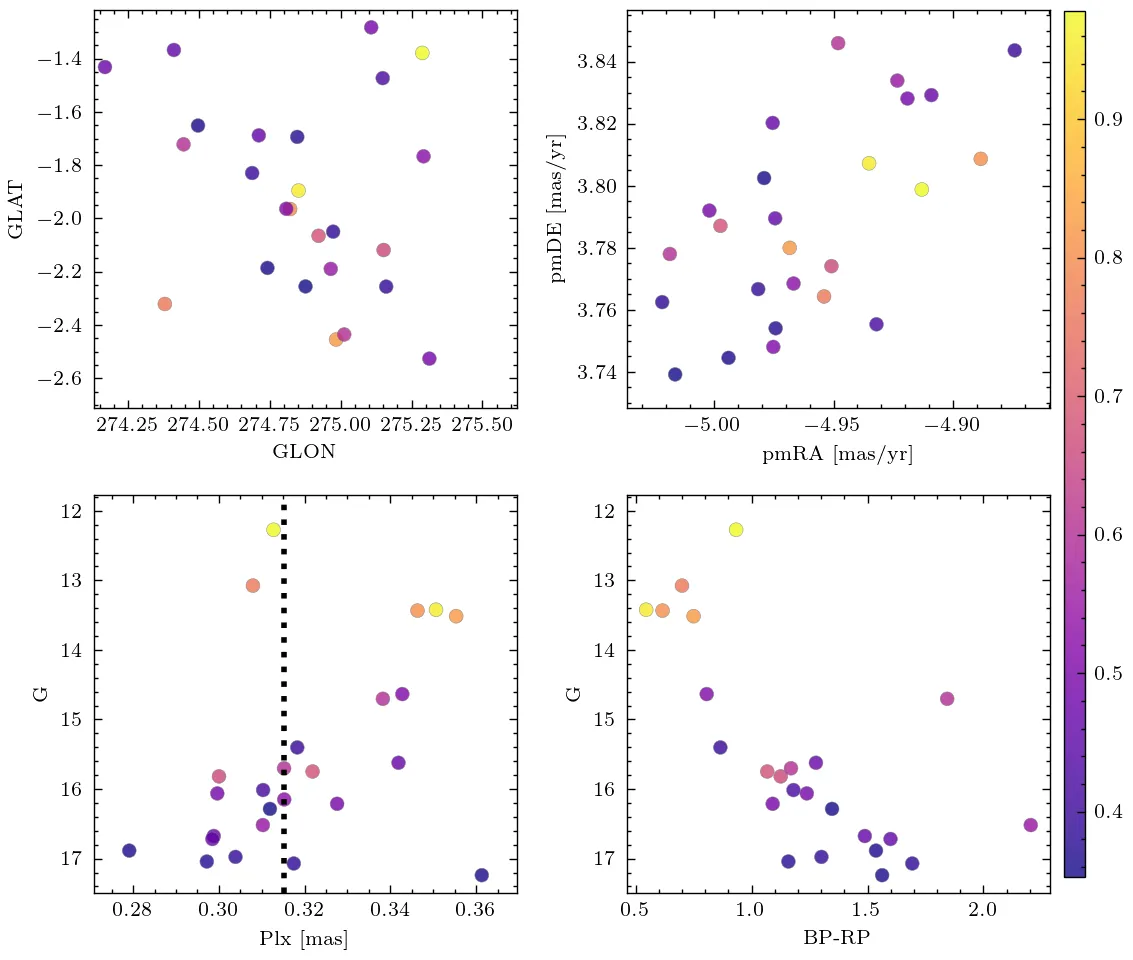 −1.4
−1.6
−1.8
−2.0
−2.2
−2.4
−2.6
GLAT
274.25 274.50 274.75 275.00 275.25 275.50
GLON
3.84
3.82
3.80
3.78
3.76
3.74
pmDE [mas/yr]
−5.00 −4.95 −4.90
pmRA [mas/yr]
12
13
14
15
16
17
G
0.28 0.30 0.32 0.34 0.36
Plx [mas]
12
13
14
15
16
17
G
0.5 1.0 1.5 2.0
BP-RP
0.9
0.8
0.7
0.6
0.5
0.4